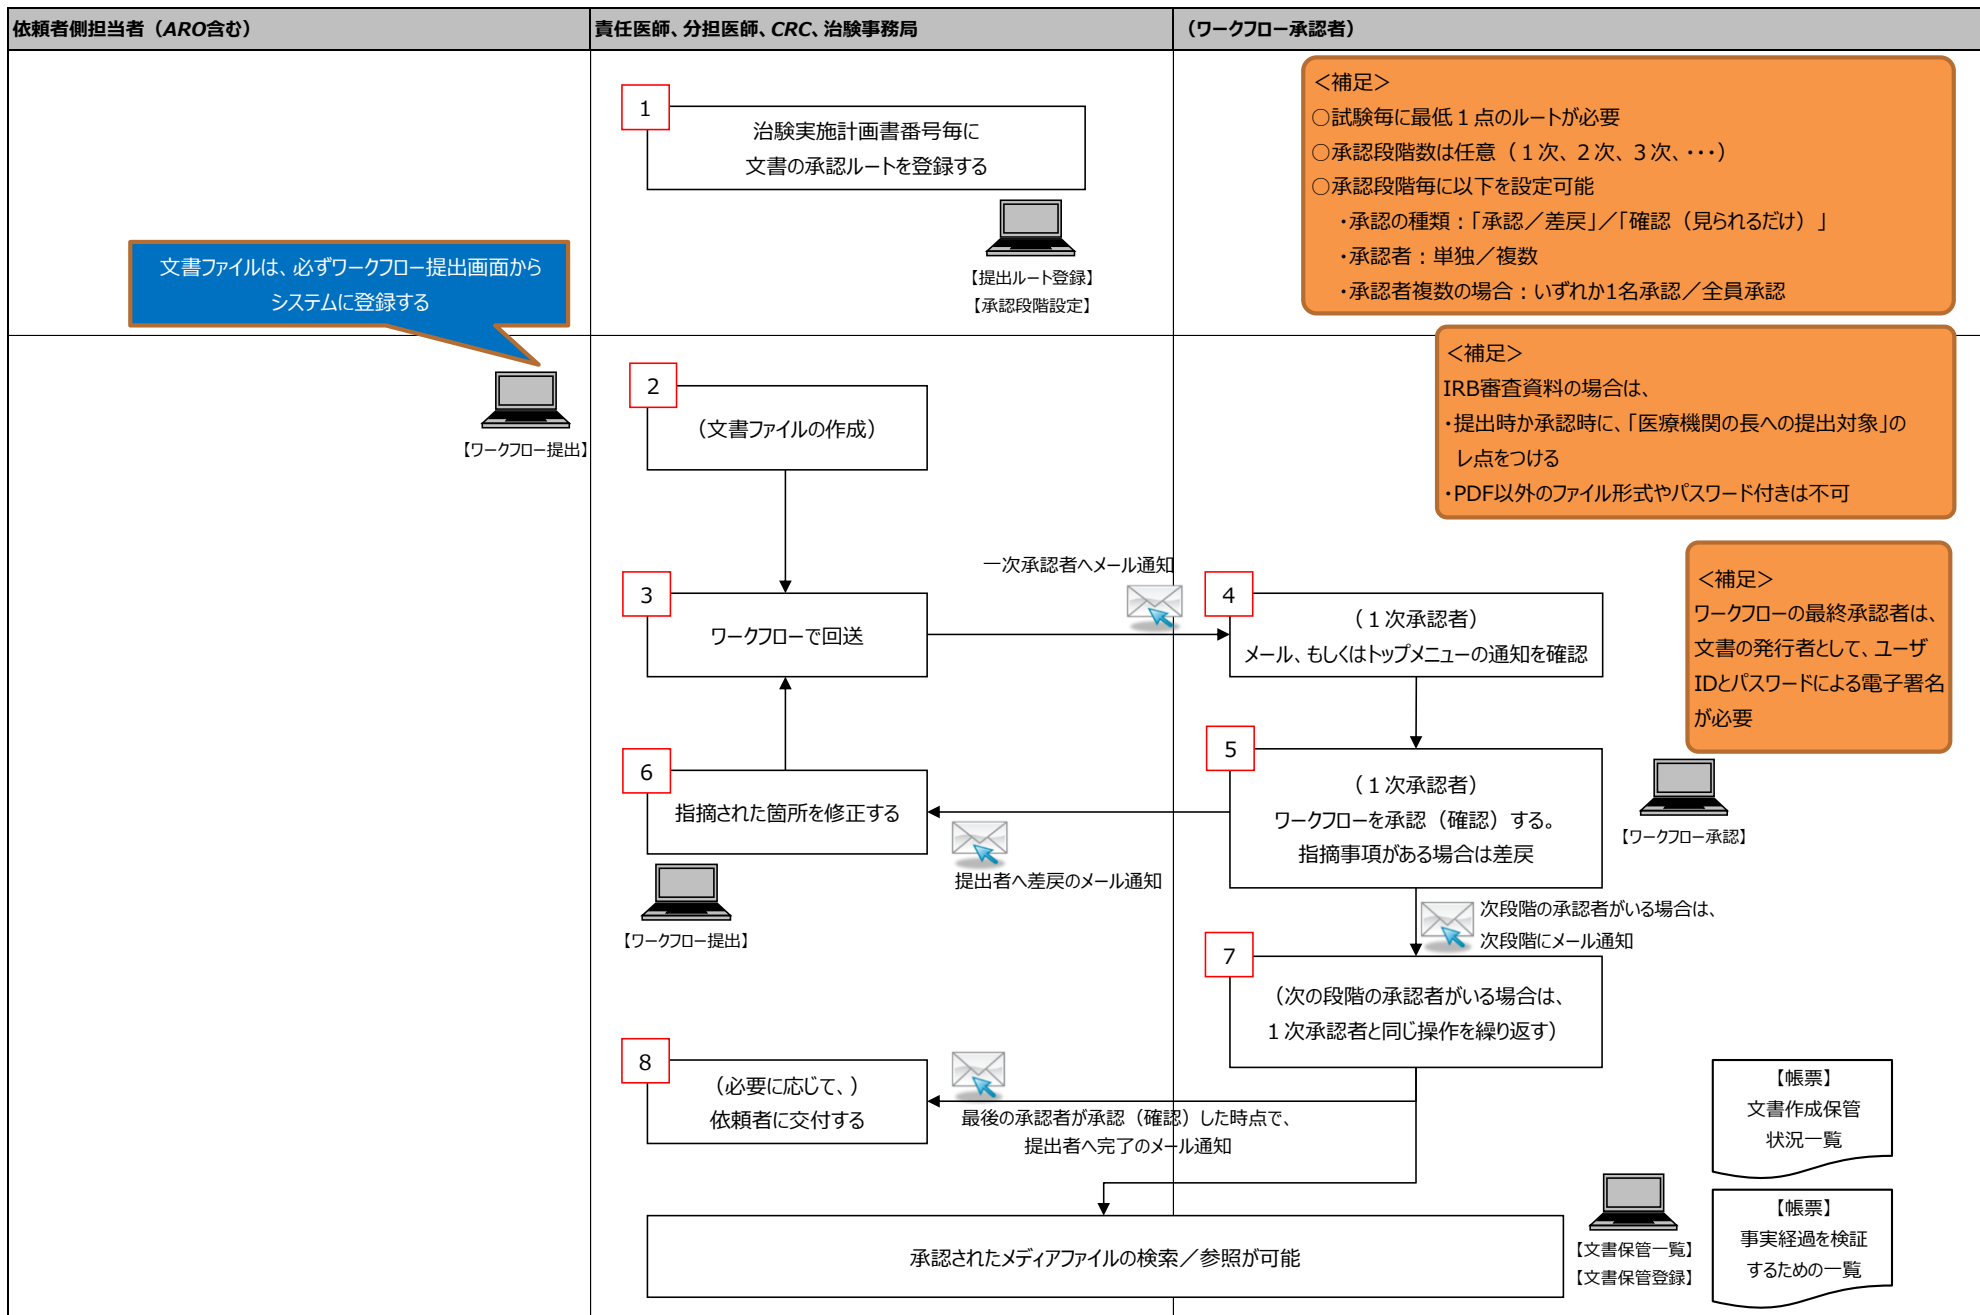 依頼者側担当者（ARO含む）
責任医師、分担医師、CRC、治験事務局
（ワークフロー承認者）
1
治験実施計画書番号毎に
文書の承認ルートを登録する
【提出ルート登録】
【承認段階設定】
＜補足＞
○試験毎に最低１点のルートが必要
○承認段階数は任意（１次、２次、３次、・・・）
○承認段階毎に以下を設定可能
・承認の種類：「承認／差戻」／「確認（見られるだけ）」
・承認者：単独／複数
・承認者複数の場合：いずれか1名承認／全員承認
文書ファイルは、必ずワークフロー提出画面から
システムに登録する
【ワークフロー提出】
2
（文書ファイルの作成）
＜補足＞
IRB審査資料の場合は、
・提出時か承認時に、「医療機関の長への提出対象」の
レ点をつける
・PDF以外のファイル形式やパスワード付きは不可
3
ワークフローで回送
一次承認者へメール通知
4
（１次承認者）
メール、もしくはトップメニューの通知を確認
＜補足＞
ワークフローの最終承認者は、
文書の発行者として、ユーザ
IDとパスワードによる電子署名
が必要
5
（１次承認者）
ワークフローを承認（確認）する。
指摘事項がある場合は差戻
【ワークフロー承認】
6
指摘された箇所を修正する
提出者へ差戻のメール通知
【ワークフロー提出】
次段階の承認者がいる場合は、
次段階にメール通知
7
（次の段階の承認者がいる場合は、
１次承認者と同じ操作を繰り返す）
8
（必要に応じて、）
依頼者に交付する
最後の承認者が承認（確認）した時点で、
提出者へ完了のメール通知
【帳票】
文書作成保管
状況一覧
承認されたメディアファイルの検索／参照が可能
【文書保管一覧】
【文書保管登録】
【帳票】
事実経過を検証
するための一覧